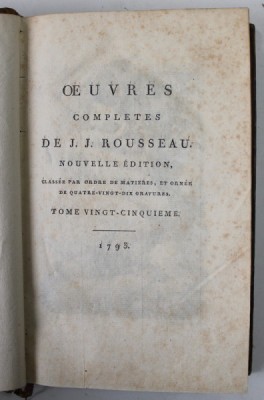 ŒUVRES
COMPLETES
DE J. J. ROUSSEAU.
NOUVELLE ÉDITION,
CLASSÉE PAR ORDRE DE MATIERES, ET ORNÉE
DE QUATRE-VINGT-DIX GRAVURES.
TOME VINGT-CINQUIEME.
1793.